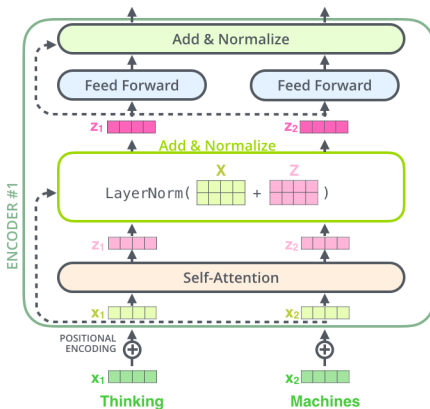 Add & Normalize
Feed Forward Feed Forward
z1 z2
Add & Normalize
X Z
LayerNorm( + )
z1 z2
Self-Attention
x1 x2
POSITIONAL
ENCODING
x1 x2
Thinking Machines
ENCODER #1